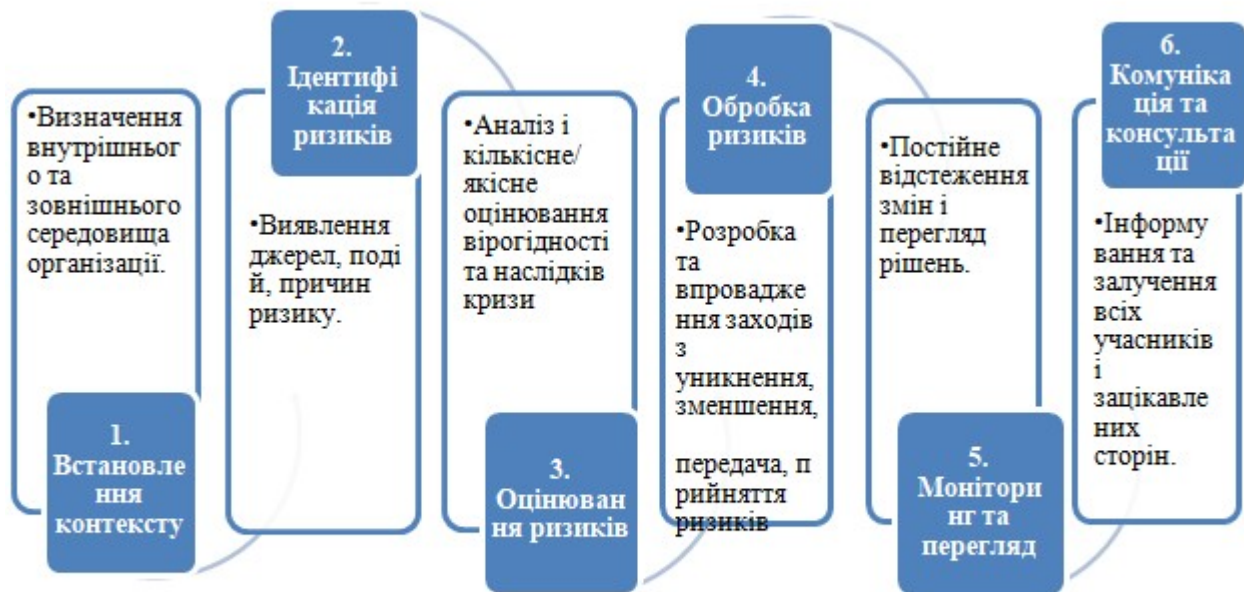 •Визначення
внутрішньог
о та
зовнішнього
середовища
організації.
1.
Встановле
ння
контексту
2.
Ідентифі
кація
ризиків
•Виявлення
джерел, поді
й, причин
ризику.
•Аналіз і
кількісне/
якісне
оцінювання
вірогідності
та наслідків
кризи
3.
Оцінюван
ня ризиків
4.
Обробка
ризиків
•Розробка
та
впровадже
ння заходів
з
уникнення,
зменшення,
передача, п
рийняття
ризиків
•Постійне
відстеження
змін і
перегляд
рішень.
5.
Монітори
нг та
перегляд
6.
Комуніка
ція та
консульта
ції
•Інформу
вання та
залучення
всіх
учасників
і
зацікавле
них
сторін.